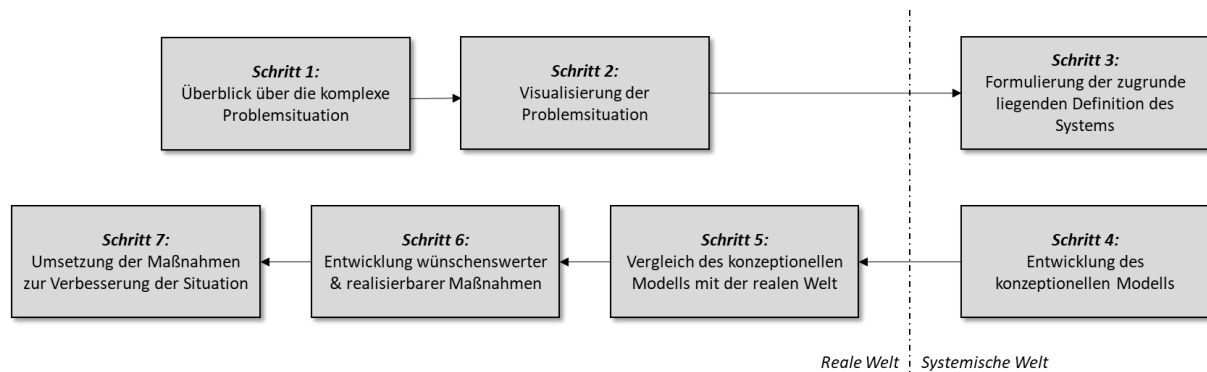 Schritt 1:
Überblick über die komplexe
Problemsituation
Schritt 2:
Visualisierung der
Problemsituation
Schritt 3:
Formulierung der zugrunde
liegenden Definition des
Systems
Schritt 7:
Umsetzung der Maßnahmen
zur Verbesserung der Situation
Schritt 6:
Entwicklung wünschenswerter
& realisierbarer Maßnahmen
Schritt 5:
Vergleich des konzeptionellen
Modells mit der realen Welt
Schritt 4:
Entwicklung des
konzeptionellen Modells
Reale Welt
Systemische Welt